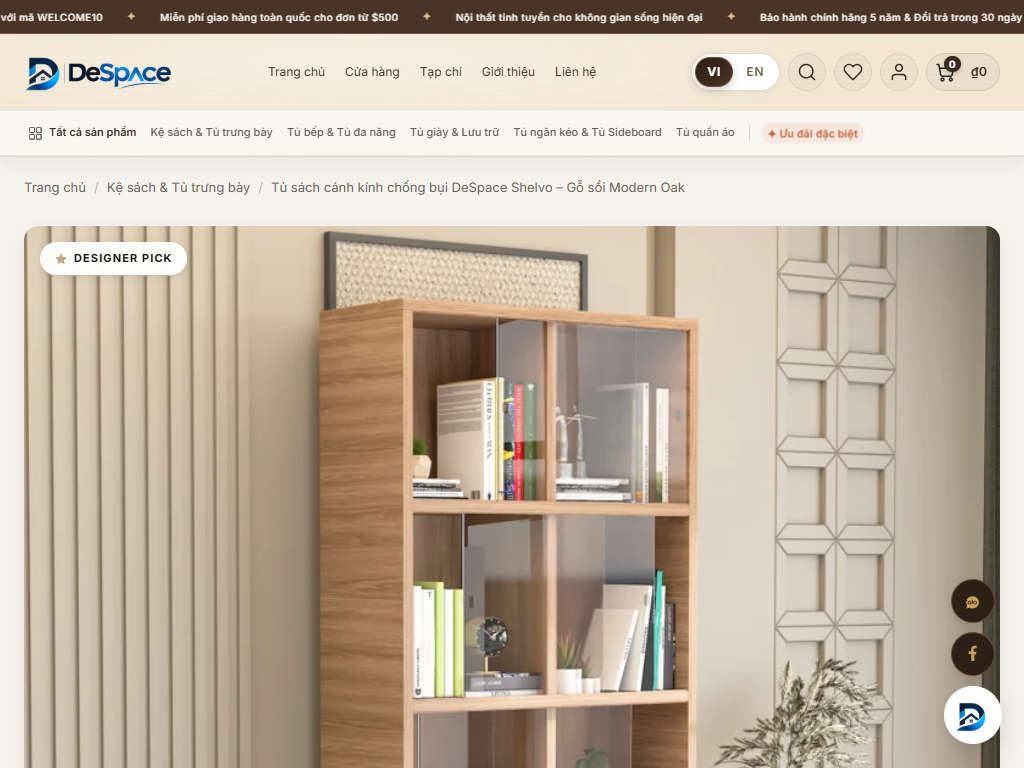 với mã WELCOME10 ✦ Miễn phí giao hàng toàn quốc cho đơn từ $500 ✦ Nội thất tinh tuyển cho không gian sống hiện đại ✦ Bảo hành chính hãng 5 năm & Đổi trả trong 30 ngày
DeSpace
Trang chủ Cửa hàng Tạp chí Giới thiệu Liên hệ
VI EN
0
₫0
Tất cả sản phẩm Kệ sách & Tủ trưng bày Tủ bếp & Tủ đa năng Tủ giày & Lưu trữ Tủ ngăn kéo & Tủ Sideboard Tủ quần áo ✦ Ưu đãi đặc biệt
Trang chủ / Kệ sách & Tủ trưng bày / Tủ sách cánh kính chống bụi DeSpace Shelvo – Gỗ sồi Modern Oak
DESIGNER PICK
Zalo